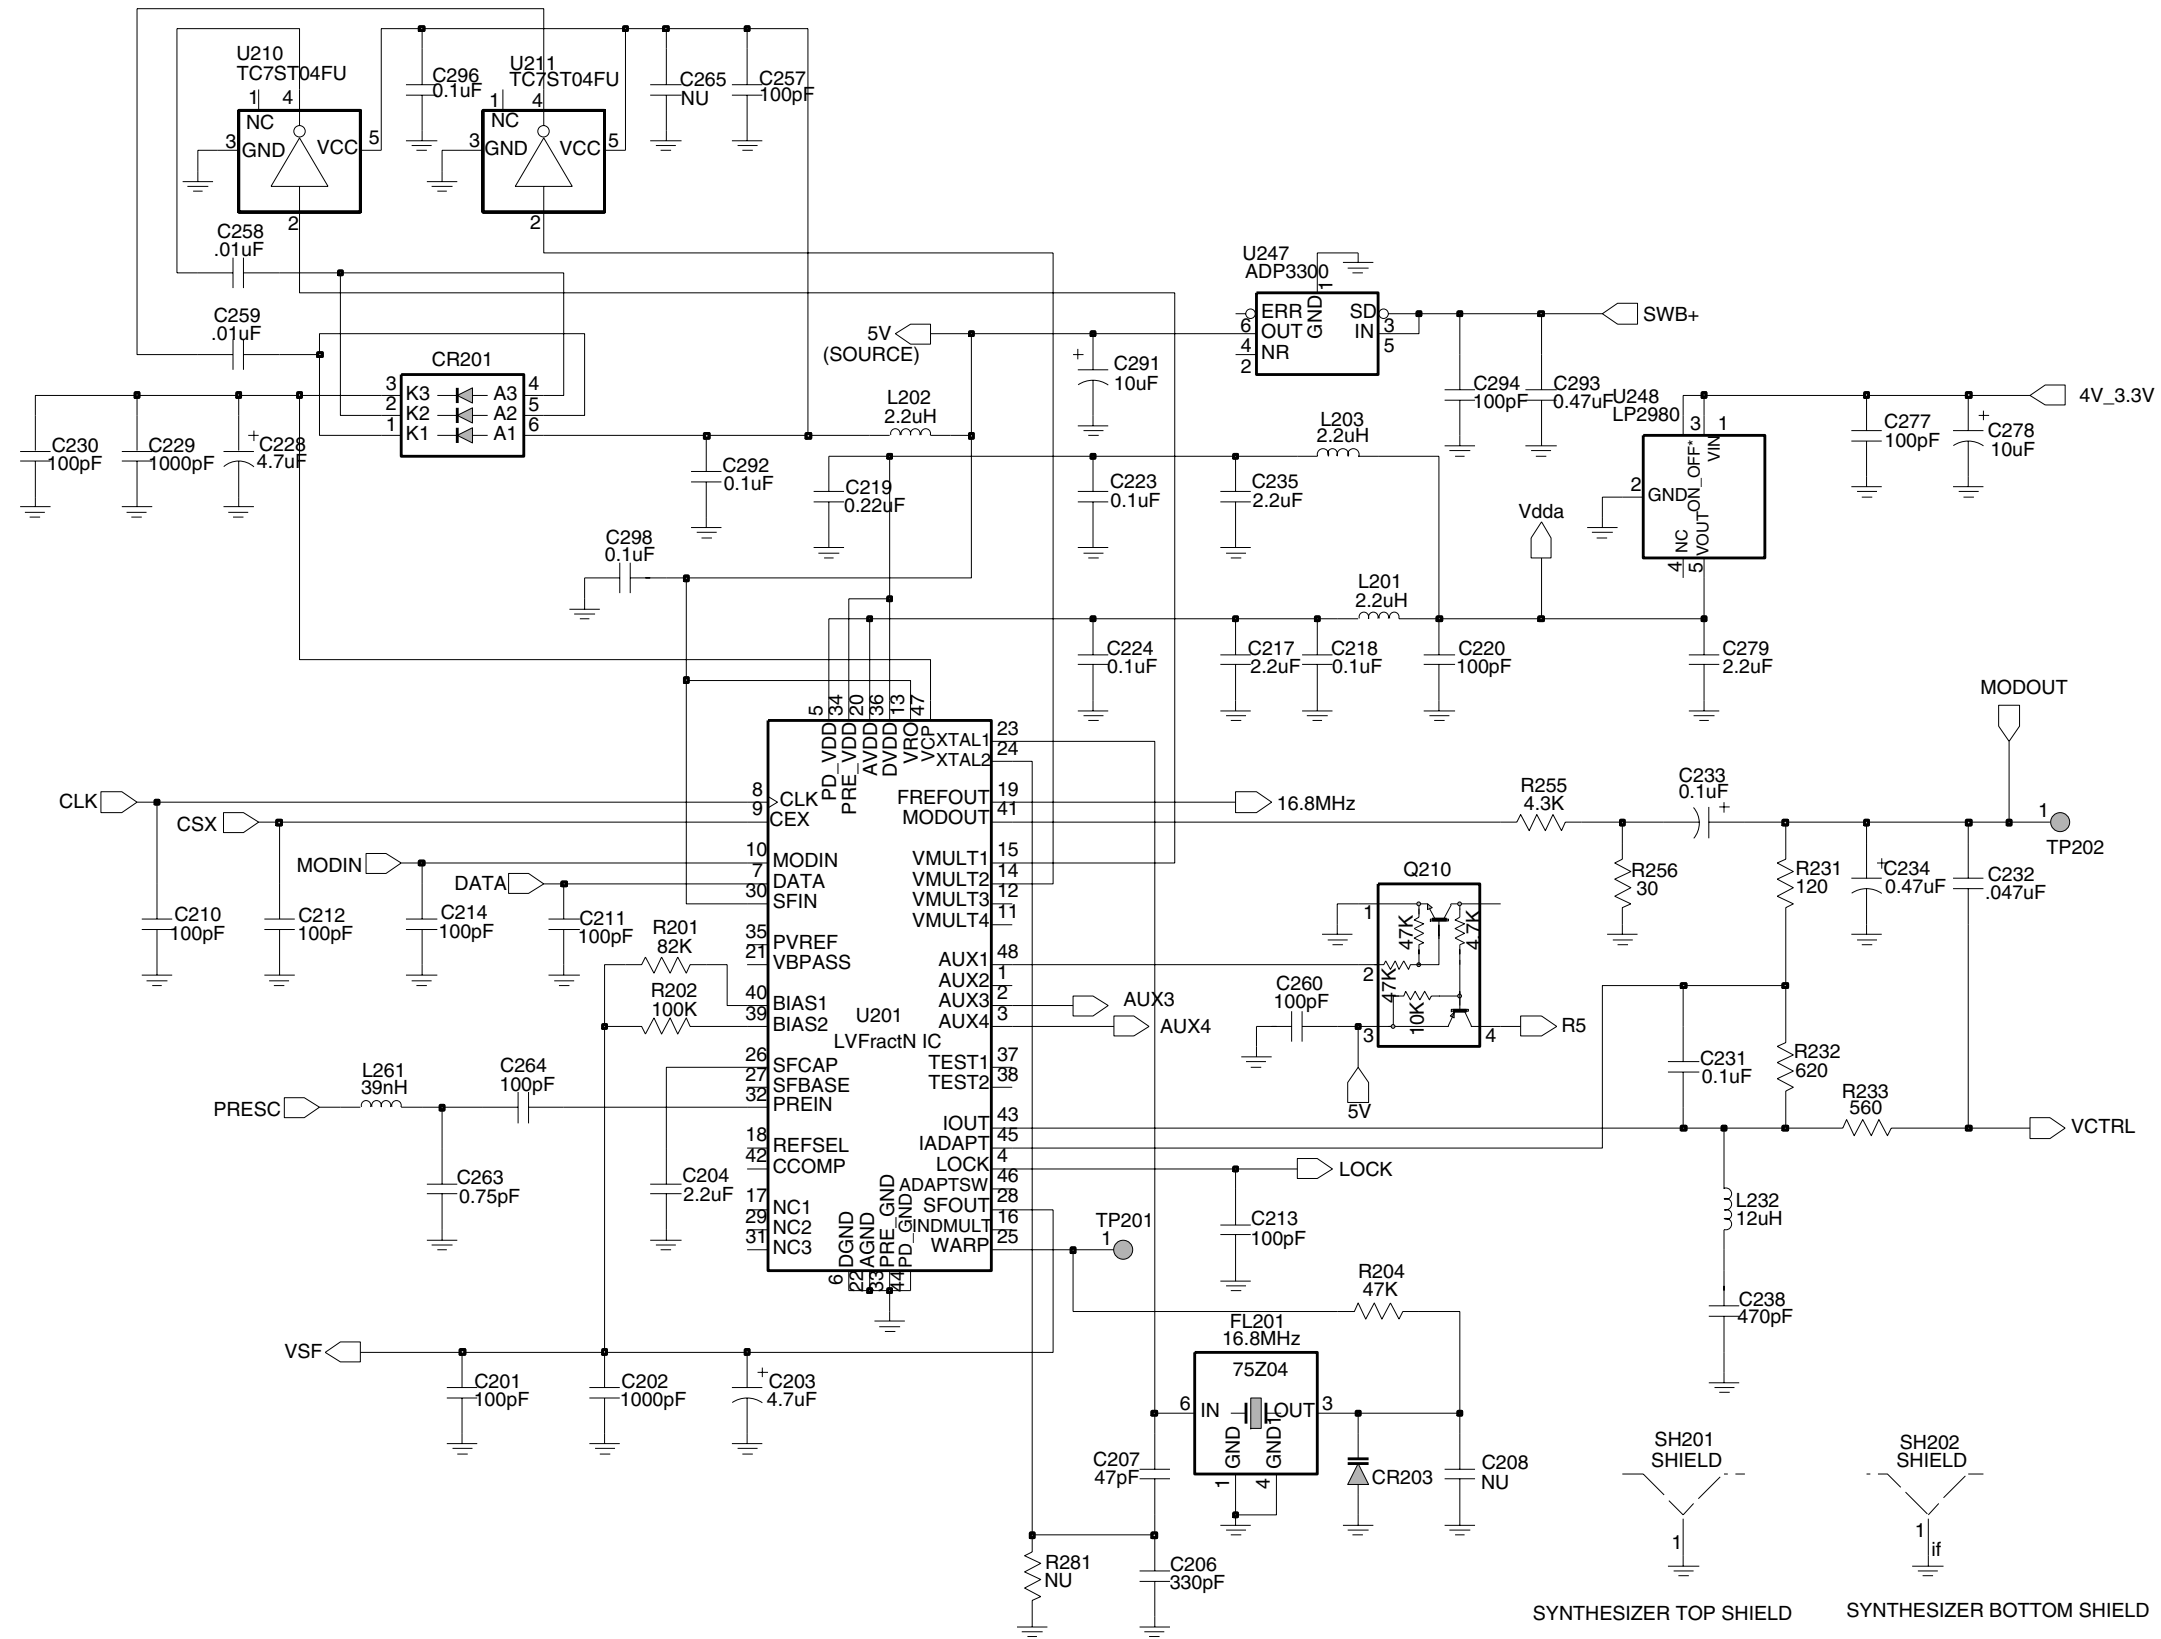 U210
TC7ST04FU
1
4
NC
3
GND
VCC
5
2
C296
0.1uF
U211
TC7ST04FU
1
4
NC
3
GND
VCC
5
2
C265
NU
C257
100pF
C258
.01uF
C259
.01uF
CR201
3
K3
A3
4
2
K2
A2
5
1
K1
A1
6
C230
100pF
C229
1000pF
+
C228
4.7uF
5V
(SOURCE)
L202
2.2uH
C292
0.1uF
C219
0.22uF
C298
0.1uF
+
C291
10uF
C223
0.1uF
C235
2.2uF
L203
2.2uH
U247
ADP3300
1
GND
ERR
SD
6
OUT
IN
3
4
NR
5
2
SWB+
C294
100pF
C293
0.47uF
U248
LP2980
3
1
ON_OFF*
VIN
2
GND
NC
VOUT
4
5
4V_3.3V
C277
100pF
+
C278
10uF
Vdda
L201
2.2uH
C224
0.1uF
C217
2.2uF
C218
0.1uF
C220
100pF
C279
2.2uF
MODOUT
5
34
20
36
13
47
PD_VDD
PRE_VDD
AVDD
DVDD
VRO
VCP
XTAL1
23
XTAL2
24
CLK
8
CLK
CSX
9
CEX
MODIN
10
MODIN
DATA
7
DATA
30
SFIN
C210
100pF
C212
100pF
C214
100pF
C211
100pF
R201
82K
35
PVREF
21
VBPASS
R202
100K
40
BIAS1
39
BIAS2
U201
LVFractN IC
26
SFCAP
27
SFBASE
32
PREIN
18
REFSEL
42
CCOMP
17
NC1
29
NC2
31
NC3
DGND
AGND
PRE_GND
PD_GND
6
22
33
44
FREFOUT
19
16.8MHz
MODOUT
41
VMULT1
15
VMULT2
14
VMULT3
12
VMULT4
11
AUX1
48
AUX2
1
AUX3
2
AUX3
AUX4
3
AUX4
TEST1
37
TEST2
38
IOUT
43
IADAPT
45
LOCK
4
LOCK
ADAPTSW
46
SFOUT
28
INDMULT
16
WARP
25
R255
4.3K
C233
0.1uF
+
1
TP202
R256
30
R231
120
+
C234
0.47uF
C232
.047uF
Q210
1
47K
4.7K
2
47K
10K
3
4
R5
C260
100pF
5V
C231
0.1uF
R232
620
R233
560
VCTRL
L232
12uH
C238
470pF
PRESC
L261
39nH
C264
100pF
C263
0.75pF
C204
2.2uF
VSF
C201
100pF
C202
1000pF
+
C203
4.7uF
TP201
1
C213
100pF
R204
47K
FL201
16.8MHz
75Z04
6
IN
OUT
3
GND
GND1
1
4
C207
47pF
CR203
C208
NU
R281
NU
C206
330pF
SH201
SHIELD
1
SYNTHESIZER TOP SHIELD
SH202
SHIELD
1
if
SYNTHESIZER BOTTOM SHIELD